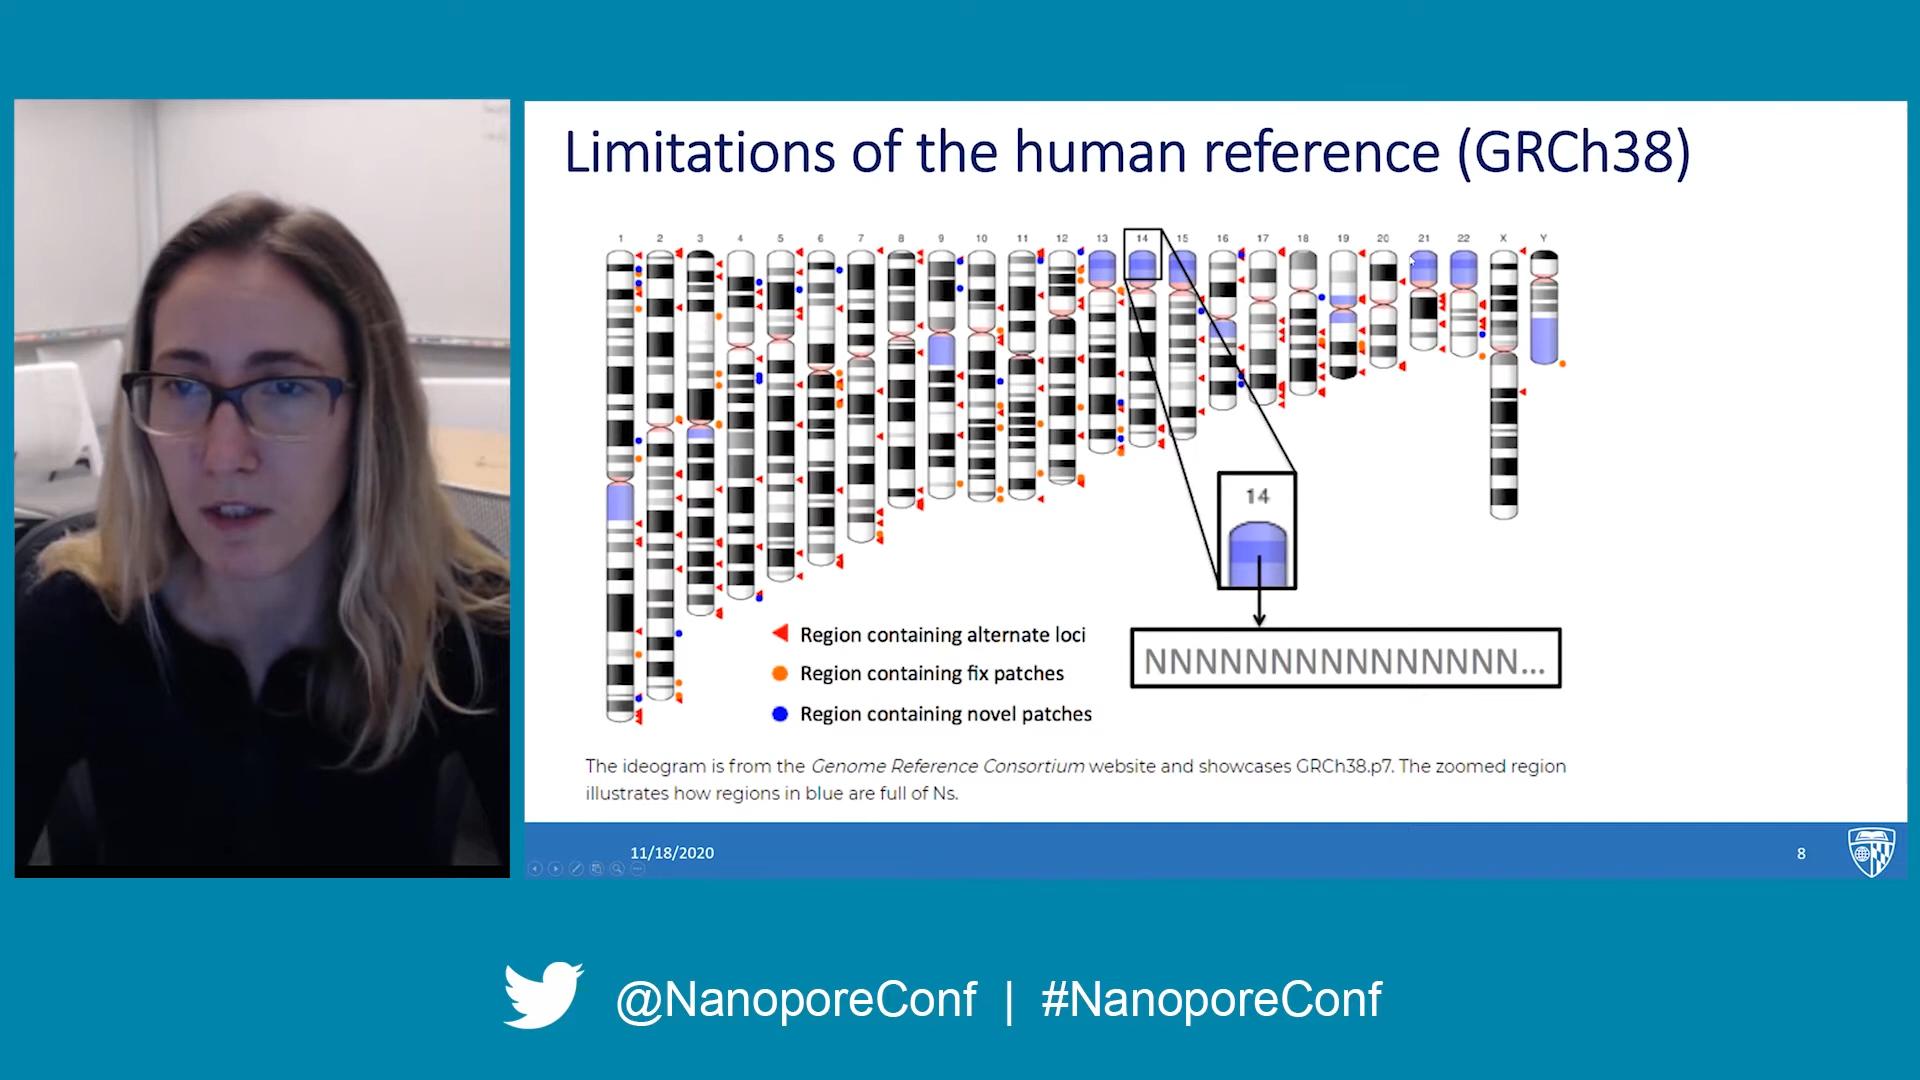 Limitations of the human reference (GRCh38)
1 2 3 4 5 6 7 8 9 10 11 12 13 14 15 16 17 18 19 20 21 22 X Y
14
NNNNNNNNNNNNNNN...
Region containing alternate loci
Region containing fix patches
Region containing novel patches
The ideogram is from the Genome Reference Consortium website and showcases GRCh38.p7. The zoomed region
illustrates how regions in blue are full of Ns.
11/18/2020
8
@NanoporeConf | #NanoporeConf